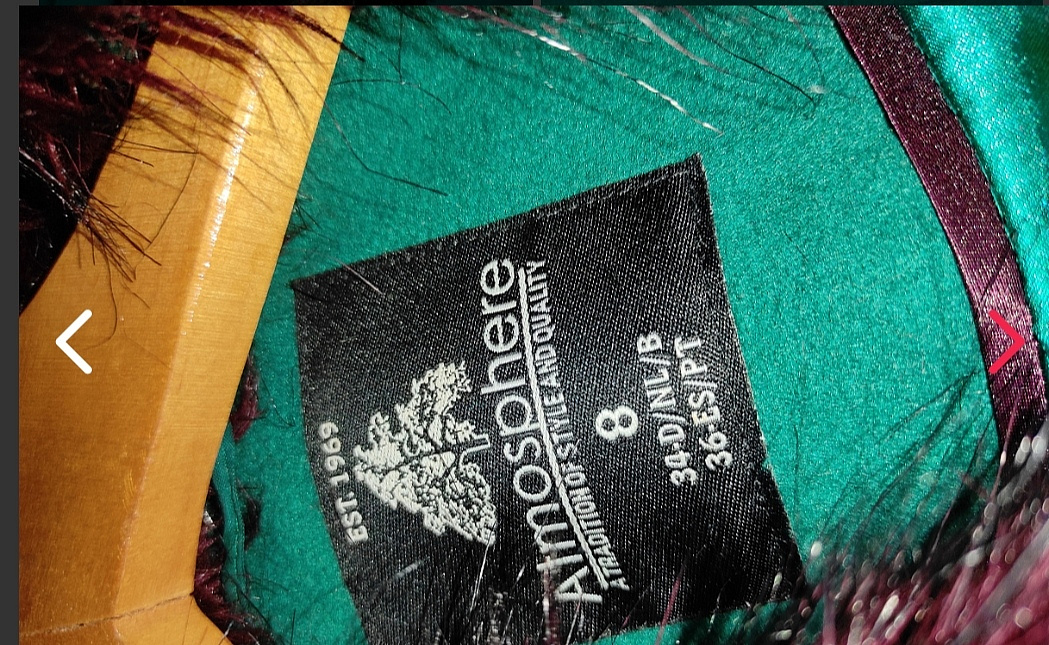 EST 1969
Atmosphere
A TRADITION OF STYLE AND QUALITY
8
34 D/NL/B
36 ES/PT